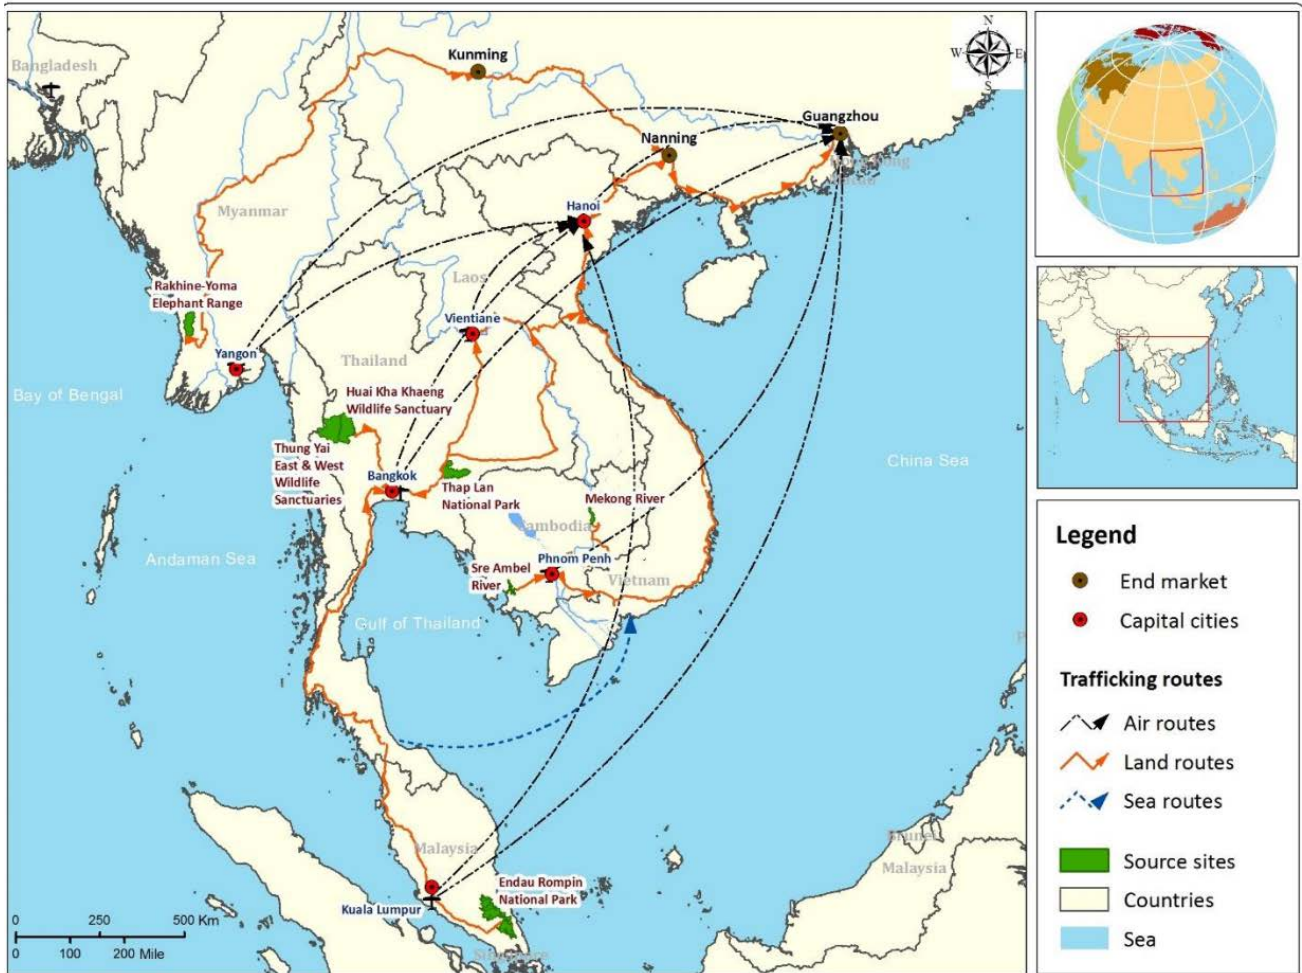 N
W
E
S
Kunming
Bangladesh
Guangzhou
Nanning
Myanmar
Hanoi
Laos
Rakhine-Yoma
Elephant Range
Vientiane
Yangon
Thailand
Bay of Bengal
Huai Kha Khaeng
Wildlife Sanctuary
Thung Yai
East & West
Wildlife
Sanctuaries
Bangkok
Thap Lan
National Park
Mekong River
China Sea
Cambodia
Andaman Sea
Sre Ambel
River
Phnom Penh
Vietnam
Gulf of Thailand
Malaysia
Endau Rompin
National Park
Kuala Lumpur
Singapore
Brunei
Malaysia
0 250 500 Km
0 100 200 Mile
Legend
End market
Capital cities
Trafficking routes
Air routes
Land routes
Sea routes
Source sites
Countries
Sea